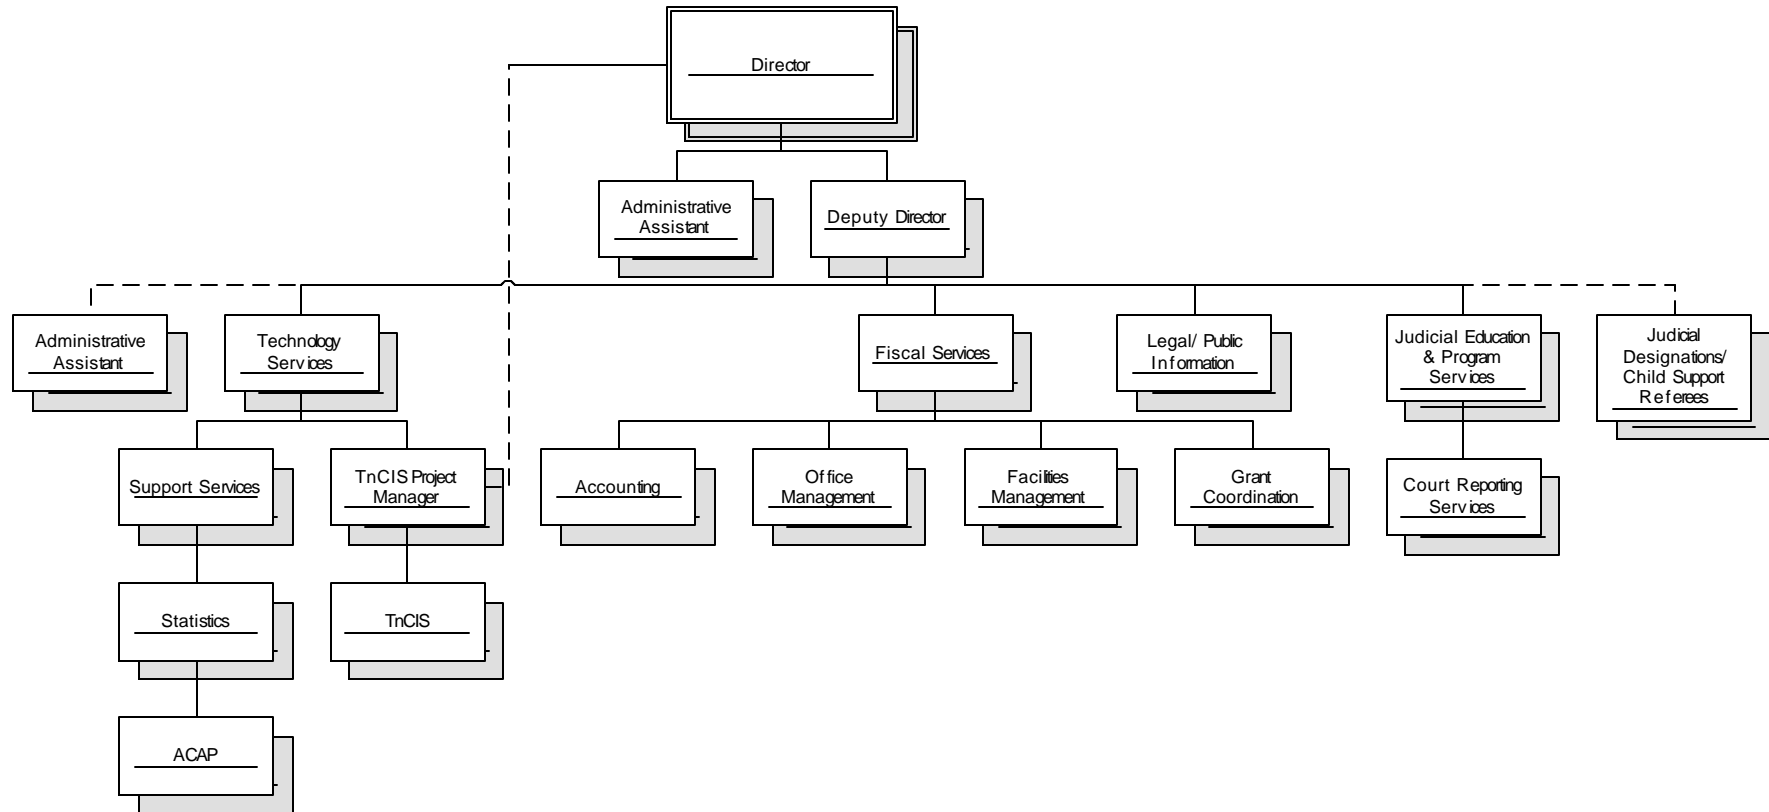 Director
Administrative
Assistant
Deputy Director
Administrative
Assistant
Technology
Services
Fiscal Services
Legal/ Public
Information
Judicial Education
& Program
Services
Judicial
Designations/
Child Support
Referees
Support Services
TnCIS Project
Manager
Accounting
Office
Management
Facilities
Management
Grant
Coordination
Court Reporting
Services
Statistics
TnCIS
ACAP